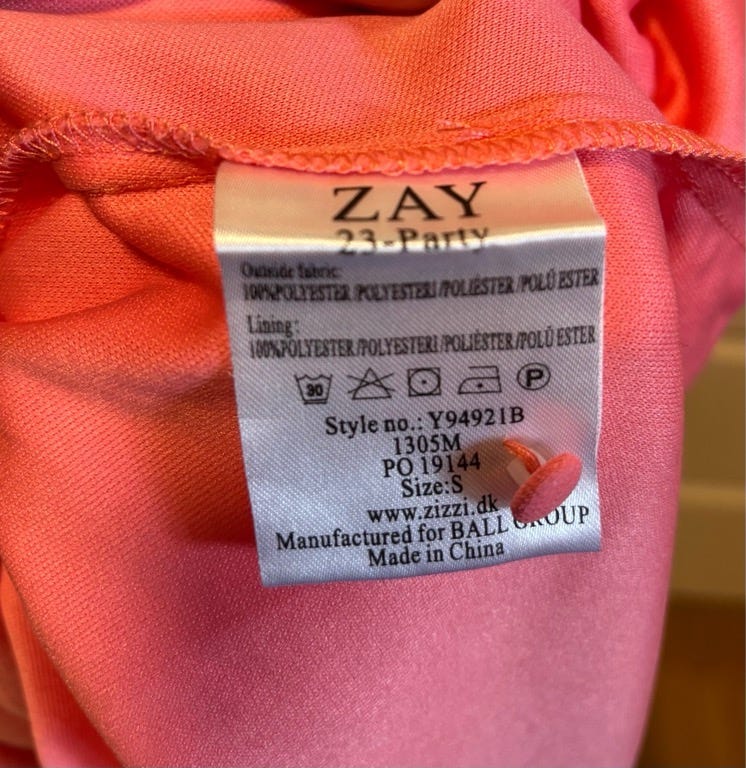 ZAY
23-Party
Outside fabric:
100%POLYESTER /POLYESTERI/POLIÉSTER /POLÜ ESTER
Lining:
100%POLYESTER/POLYESTERI/POLIÉSTER/POLÜ ESTER
30 P
Style no.: Y94921B
1305M
PO 19144
Size:S
www.zizzi.dk
Manufactured for BALL GROUP
Made in China